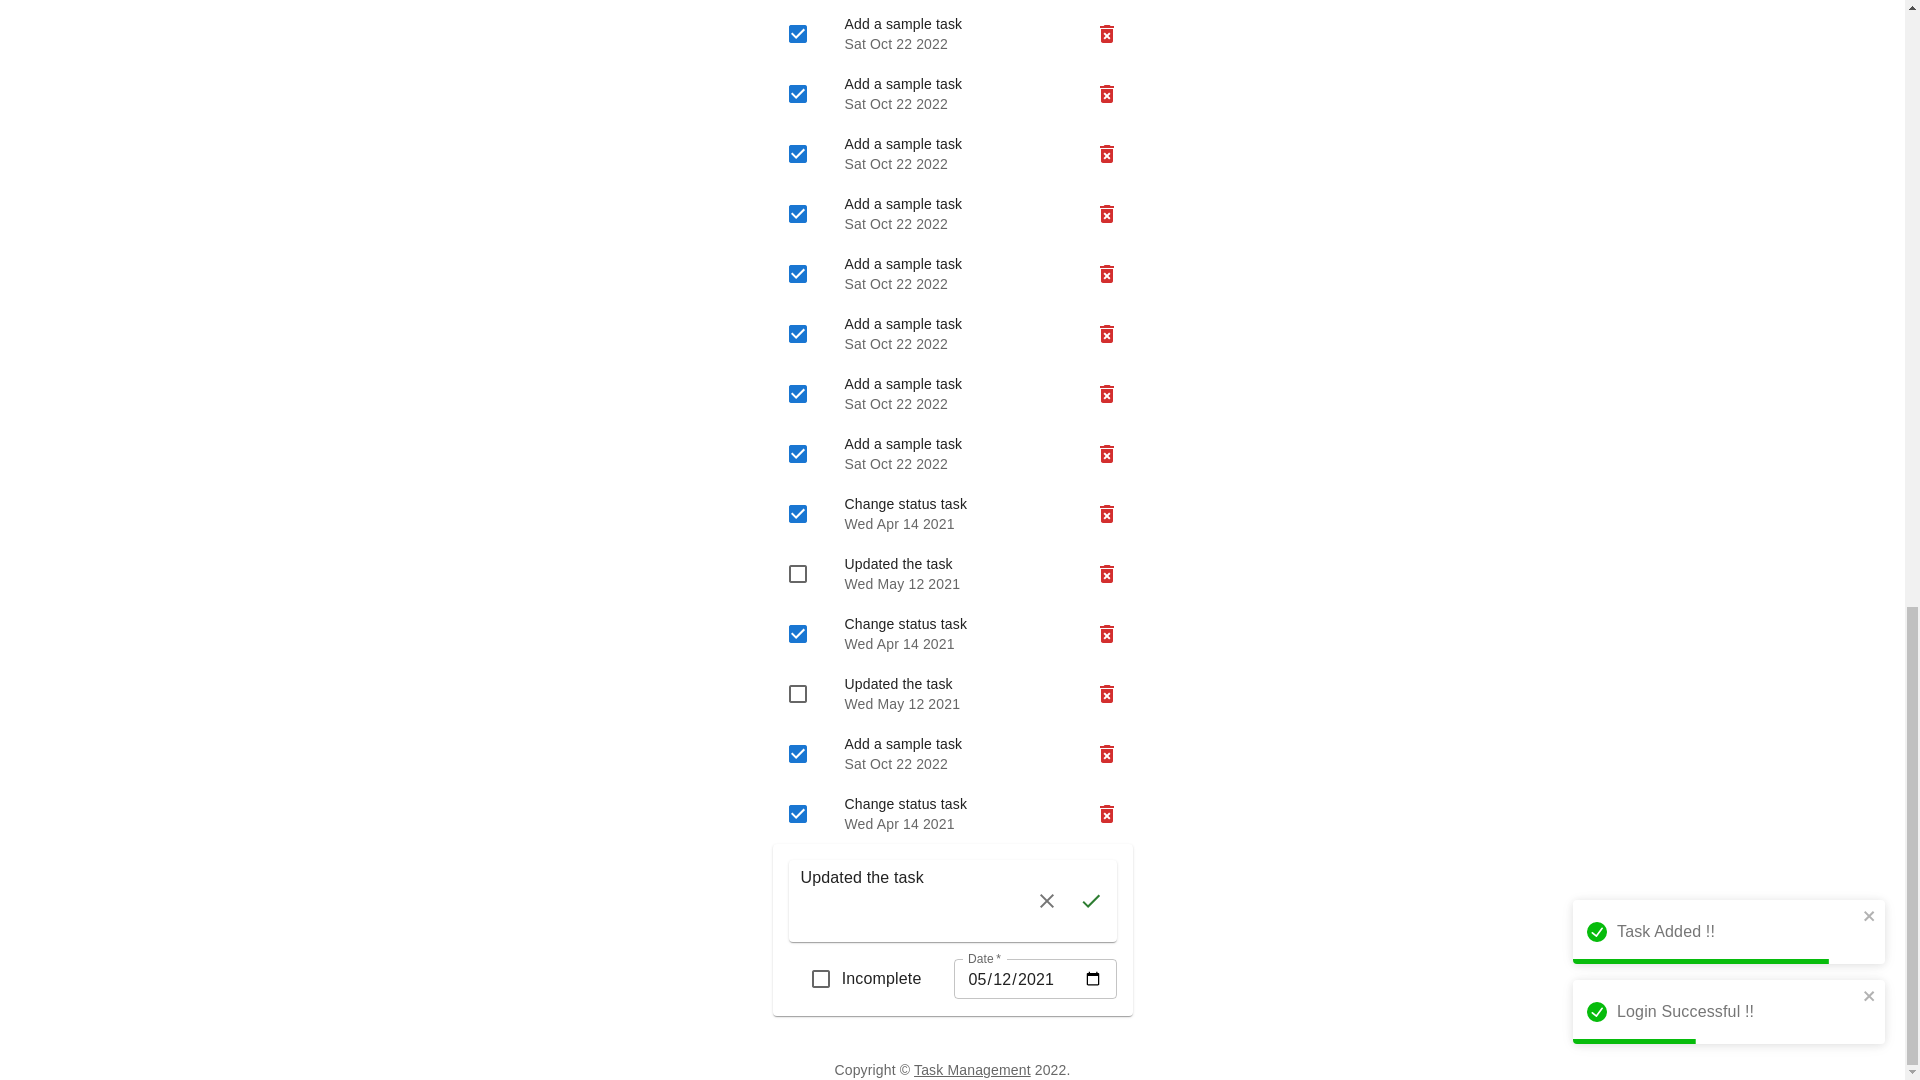 Add a sample task
Sat Oct 22 2022
Add a sample task
Sat Oct 22 2022
Add a sample task
Sat Oct 22 2022
Add a sample task
Sat Oct 22 2022
Add a sample task
Sat Oct 22 2022
Add a sample task
Sat Oct 22 2022
Add a sample task
Sat Oct 22 2022
Add a sample task
Sat Oct 22 2022
Change status task
Wed Apr 14 2021
Updated the task
Wed May 12 2021
Change status task
Wed Apr 14 2021
Updated the task
Wed May 12 2021
Add a sample task
Sat Oct 22 2022
Change status task
Wed Apr 14 2021
Updated the task
Incomplete
Date *
05/12/2021
Task Added !!
Login Successful !!
Copyright © Task Management 2022.